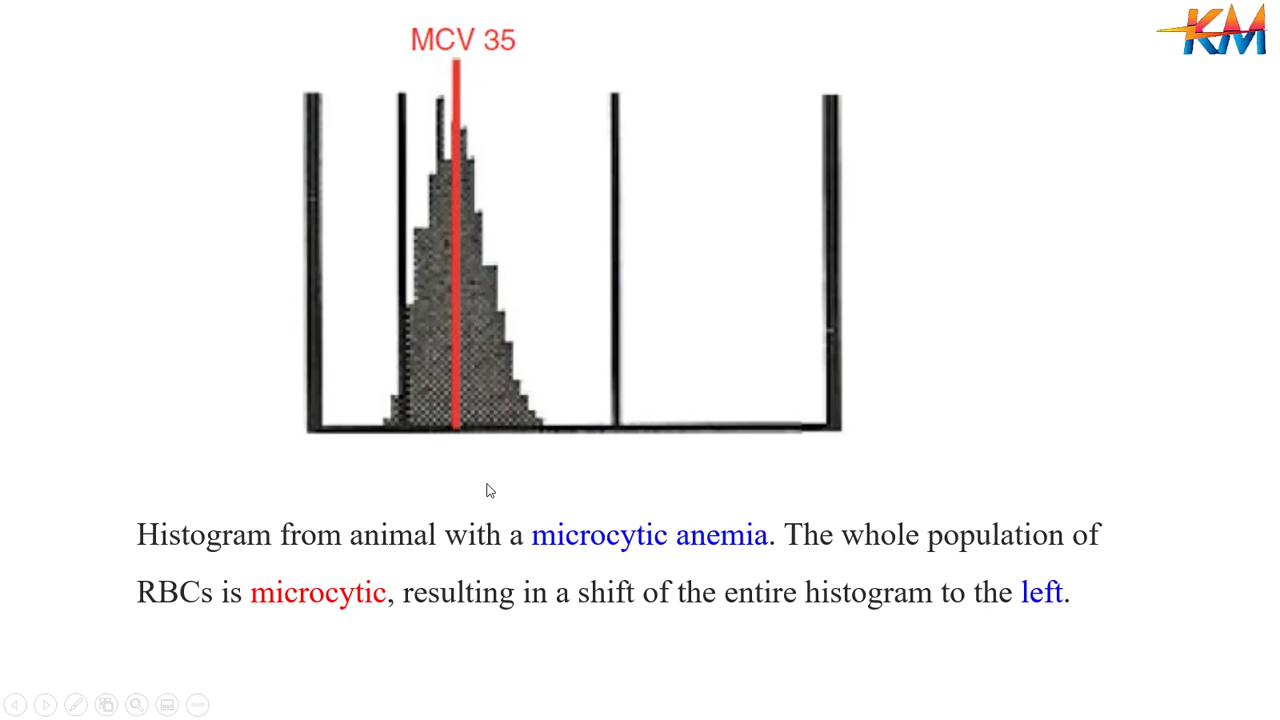 MCV 35
KM
Histogram from animal with a microcytic anemia. The whole population of
RBCs is microcytic, resulting in a shift of the entire histogram to the left.